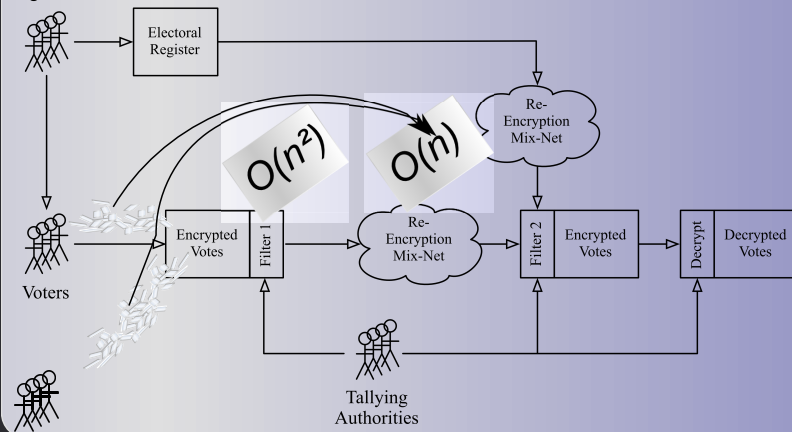 Electoral
Register
Re-
Encryption
Mix-Net
O(n²)
O(n)
Encrypted
Votes
Filter 1
Re-
Encryption
Mix-Net
Filter 2
Encrypted
Votes
Decrypt
Decrypted
Votes
Voters
Tallying
Authorities